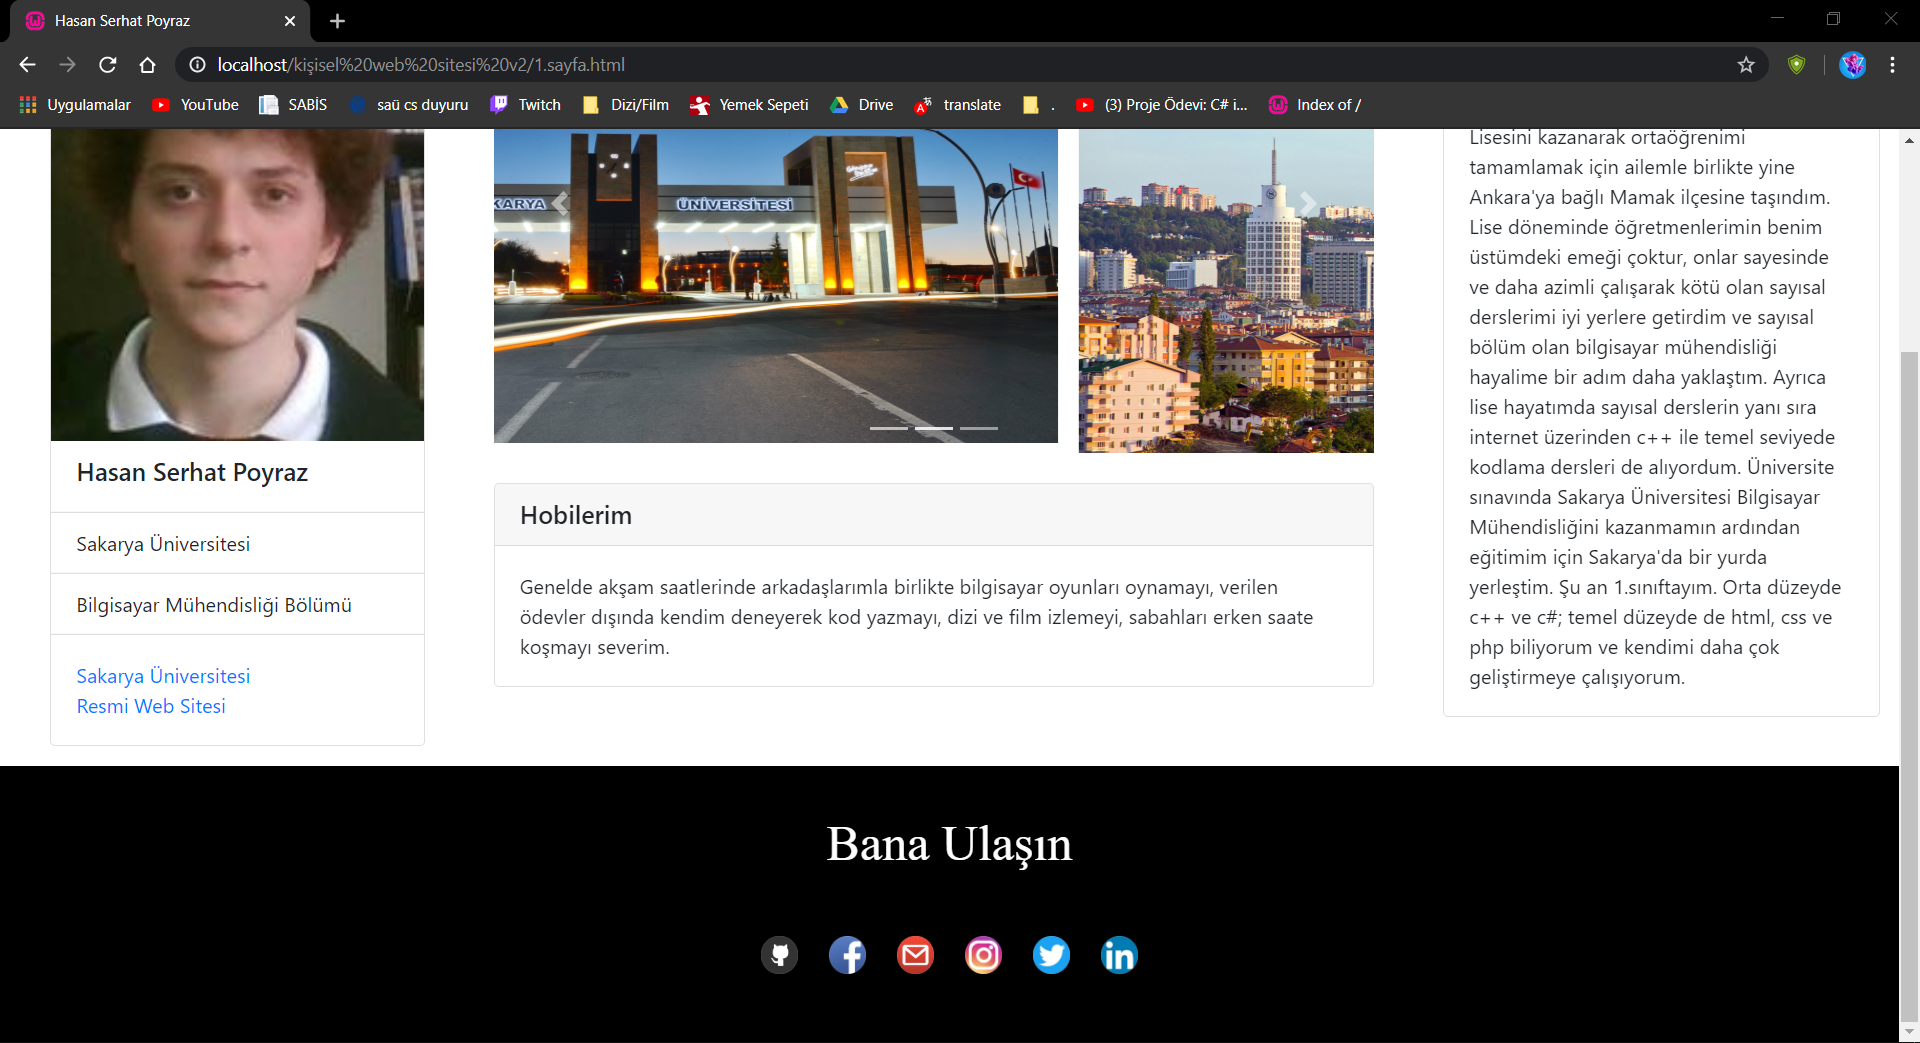 Hasan Serhat Poyraz
localhost/kişisel%20web%20sitesi%20v2/1.sayfa.html
Uygulamalar YouTube SABİS saü cs duyuru Twitch Dizi/Film Yemek Sepeti Drive translate . (3) Proje Ödevi: C# i... Index of /
KARYA ÜNİVERSİTESİ
Hasan Serhat Poyraz
Sakarya Üniversitesi
Bilgisayar Mühendisliği Bölümü
Sakarya Üniversitesi
Resmi Web Sitesi
Hobilerim
Genelde akşam saatlerinde arkadaşlarımla birlikte bilgisayar oyunları oynamayı, verilen
ödevler dışında kendim deneyerek kod yazmayı, dizi ve film izlemeyi, sabahları erken saate
koşmayı severim.
Lisesini kazanarak ortaöğrenimi
tamamlamak için ailemle birlikte yine
Ankara'ya bağlı Mamak ilçesine taşındım.
Lise döneminde öğretmenlerimin benim
üstümdeki emeği çoktur, onlar sayesinde
ve daha azimli çalışarak kötü olan sayısal
derslerimi iyi yerlere getirdim ve sayısal
bölüm olan bilgisayar mühendisliği
hayalime bir adım daha yaklaştım. Ayrıca
lise hayatımda sayısal derslerin yanı sıra
internet üzerinden c++ ile temel seviyede
kodlama dersleri de alıyordum. Üniversite
sınavında Sakarya Üniversitesi Bilgisayar
Mühendisliğini kazanmamın ardından
eğitimim için Sakarya'da bir yurda
yerleştim. Şu an 1.sınıftayım. Orta düzeyde
c++ ve c#; temel düzeyde de html, css ve
php biliyorum ve kendimi daha çok
geliştirmeye çalışıyorum.
Bana Ulaşın